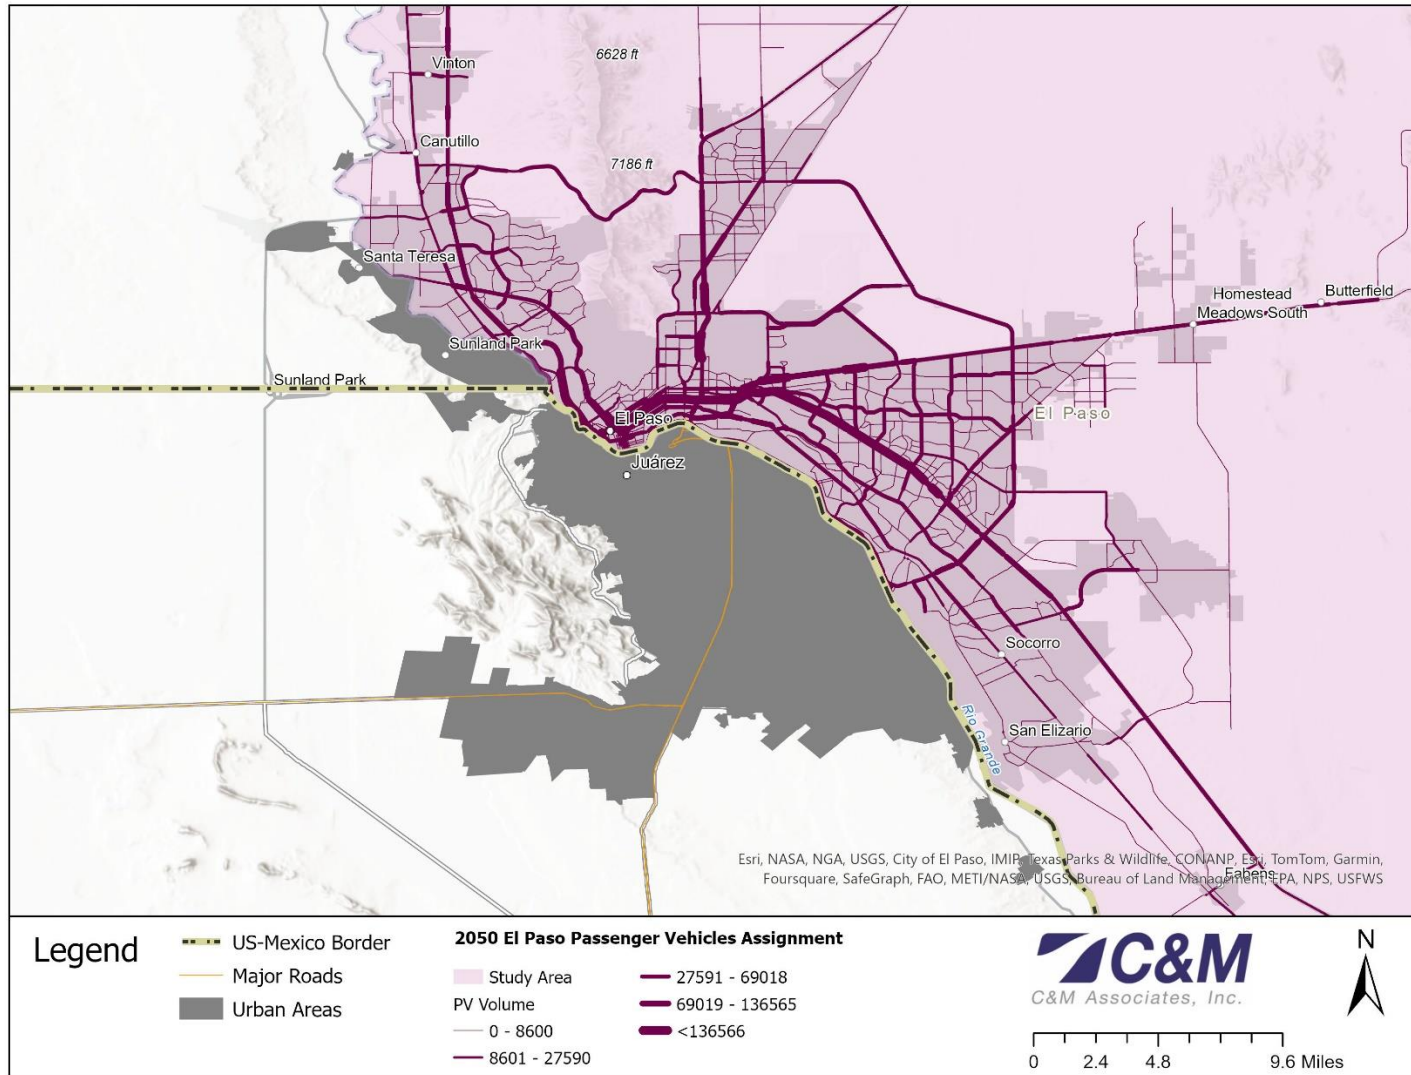 6628 ft
Vinton
Canutillo
7186 ft
Santa Teresa
Homestead
Meadows South
Butterfield
Sunland Park
Sunland Park
El Paso
El Paso
Juárez
Socorro
San Elizario
Rio Grande
Esri, NASA, NGA, USGS, City of El Paso, IMIP, Texas Parks & Wildlife, CONANP, Esri, TomTom, Garmin,
Foursquare, SafeGraph, FAO, METI/NASA, USGS, Bureau of Land Management, EPA, NPS, USFWS
Fabens
Legend
US-Mexico Border
Major Roads
Urban Areas
2050 El Paso Passenger Vehicles Assignment
Study Area
PV Volume
0 - 8600
8601 - 27590
27591 - 69018
69019 - 136565
<136566
C&M
C&M Associates, Inc.
N
0 2.4 4.8 9.6 Miles